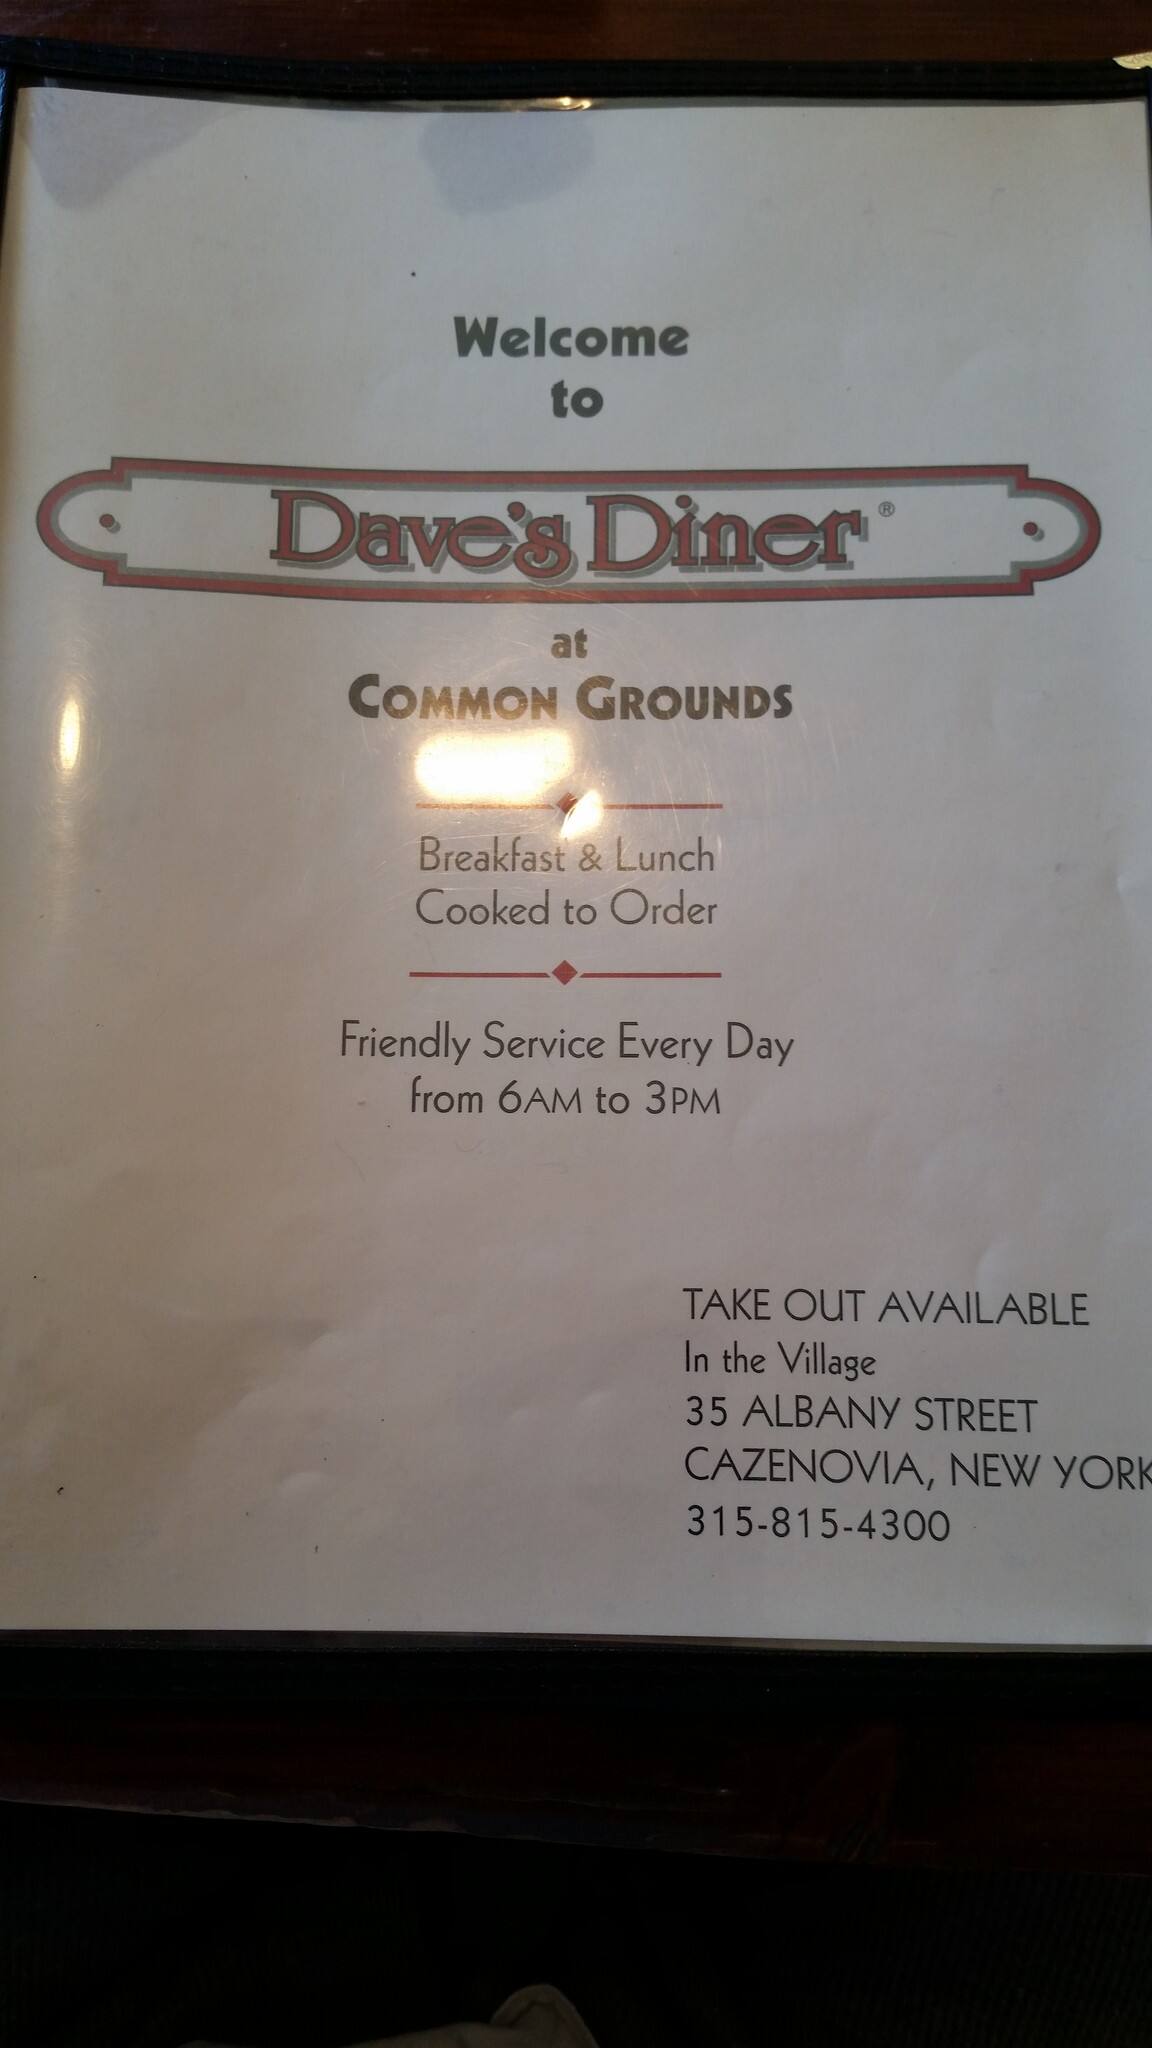 Welcome
to
Dave's Diner®
at
COMMON GROUNDS
Breakfast & Lunch
Cooked to Order
Friendly Service Every Day
from 6AM to 3PM
TAKE OUT AVAILABLE
In the Village
35 ALBANY STREET
CAZENOVIA, NEW YORK
315-815-4300